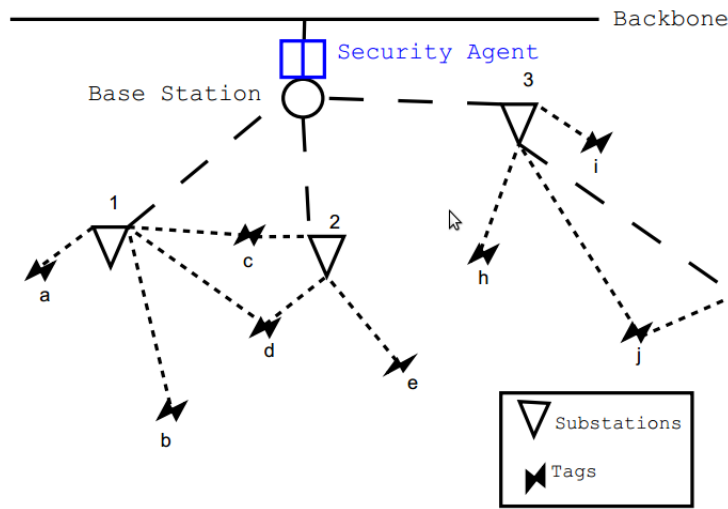 Backbone
Security Agent
Base Station
3
i
1
2
c
a
h
d
j
e
b
Substations
Tags